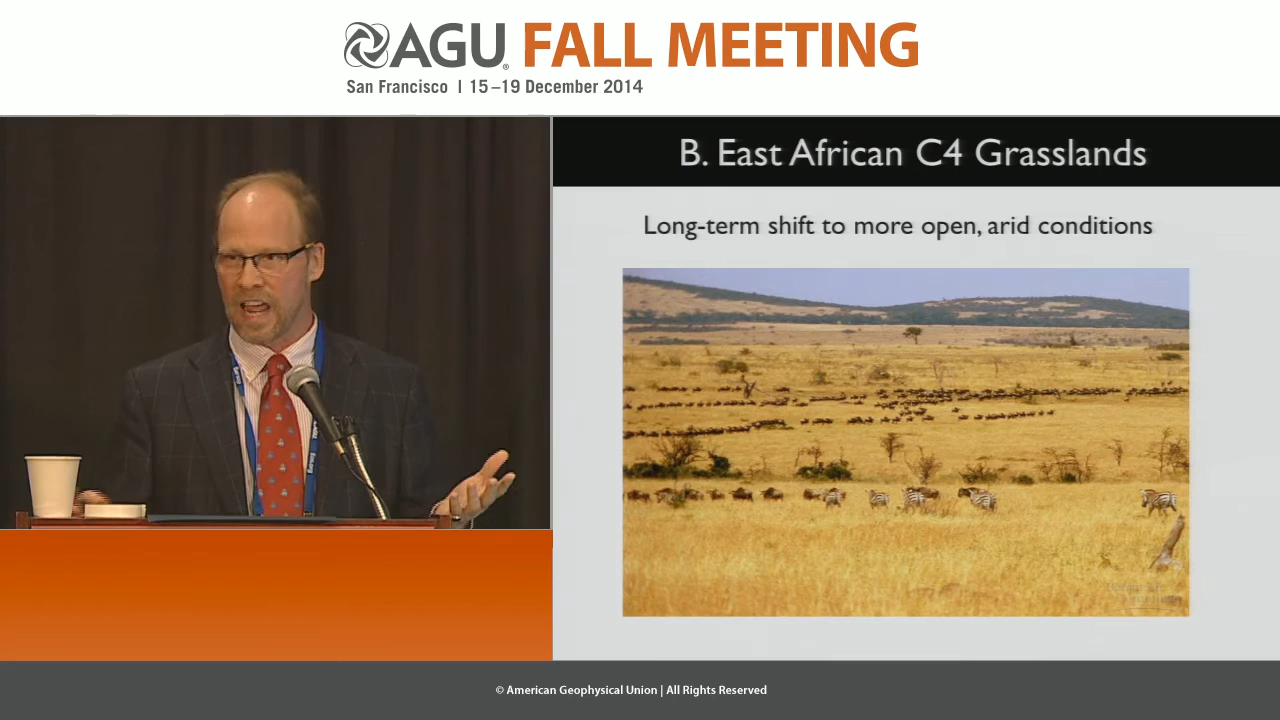 AGU FALL MEETING
San Francisco | 15–19 December 2014
B. East African C4 Grasslands
Long-term shift to more open, arid conditions
© American Geophysical Union | All Rights Reserved